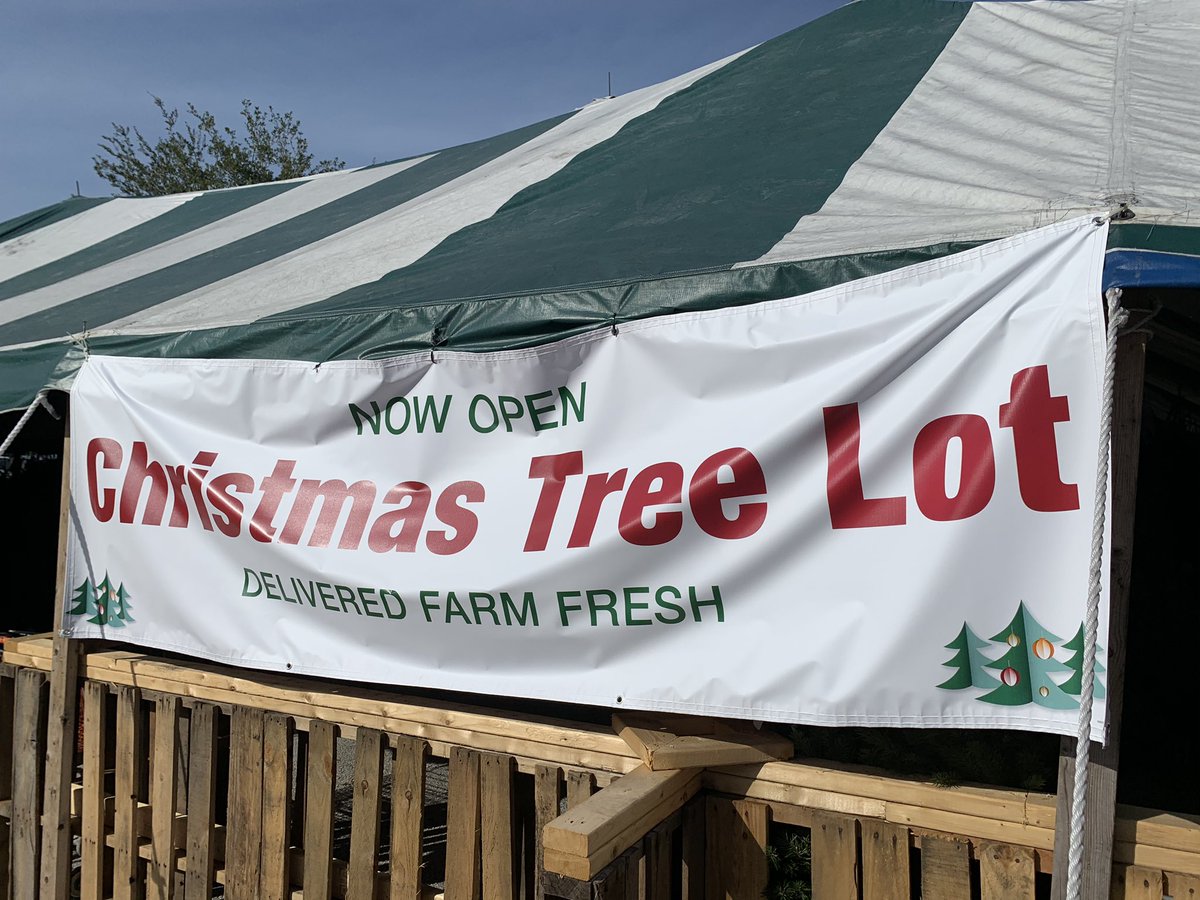 NOW OPEN
Christmas Tree Lot
DELIVERED FARM FRESH